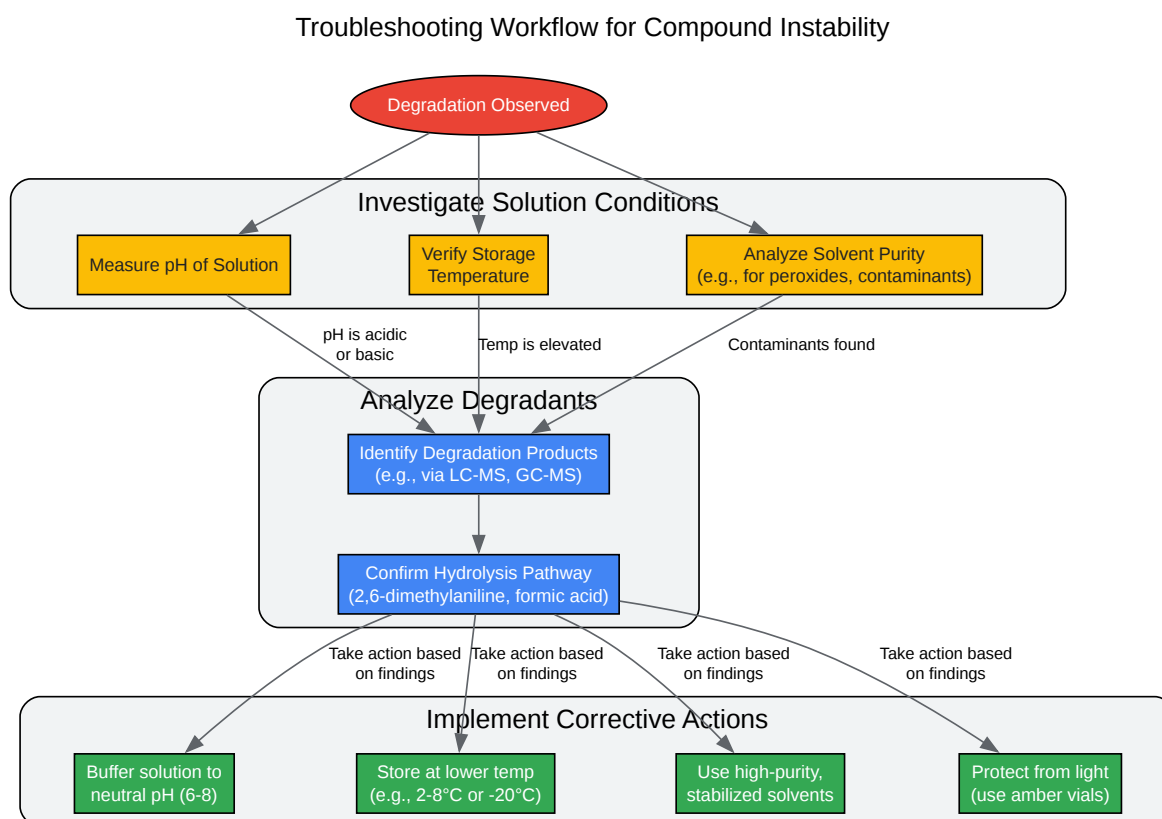 Troubleshooting Workflow for Compound Instability
Degradation Observed
Investigate Solution Conditions
Measure pH of Solution
Verify Storage
Temperature
Analyze Solvent Purity
(e.g., for peroxides, contaminants)
pH is acidic
or basic
Temp is elevated
Contaminants found
Analyze Degradants
Identify Degradation Products
(e.g., via LC-MS, GC-MS)
Confirm Hydrolysis Pathway
(2,6-dimethylaniline, formic acid)
Take action based
on findings
Take action based
on findings
Take action based
on findings
Take action based
on findings
Implement Corrective Actions
Buffer solution to
neutral pH (6-8)
Store at lower temp
(e.g., 2-8°C or -20°C)
Use high-purity,
stabilized solvents
Protect from light
(use amber vials)